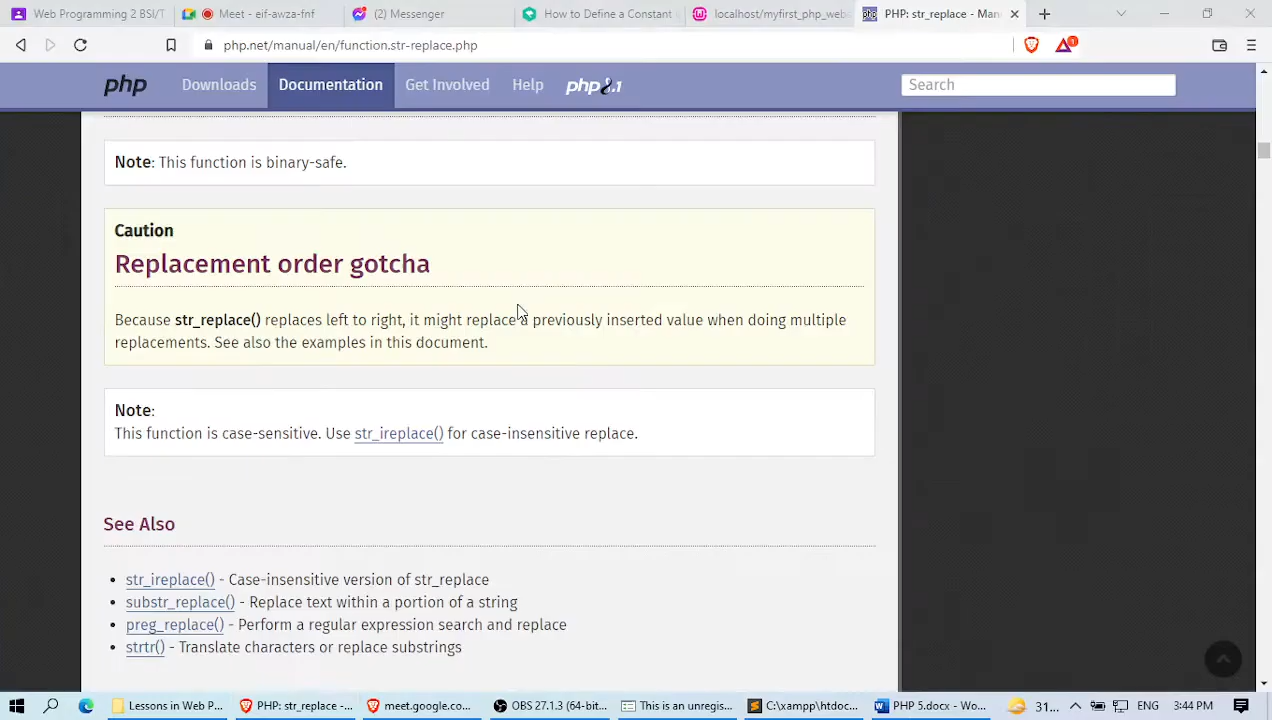 Web Programming 2 BSI/T
Meet - eif-awza-fnf
(2) Messenger
How to Define a Constant
localhost/myfirst_php_web
PHP: str_replace - Man
php.net/manual/en/function.str-replace.php
1
php
Downloads
Documentation
Get Involved
Help
php8.1
Search
Note: This function is binary-safe.
Caution
Replacement order gotcha
Because str_replace() replaces left to right, it might replace a previously inserted value when doing multiple
replacements. See also the examples in this document.
Note:
This function is case-sensitive. Use str_ireplace() for case-insensitive replace.
See Also
• str_ireplace() - Case-insensitive version of str_replace
• substr_replace() - Replace text within a portion of a string
• preg_replace() - Perform a regular expression search and replace
• strtr() - Translate characters or replace substrings
Lessons in Web P...
PHP: str_replace -...
meet.google.co...
OBS 27.1.3 (64-bit...
This is an unregis...
C:\xampp\htdoc...
PHP 5.docx - Wo...
31...
ENG
3:44 PM